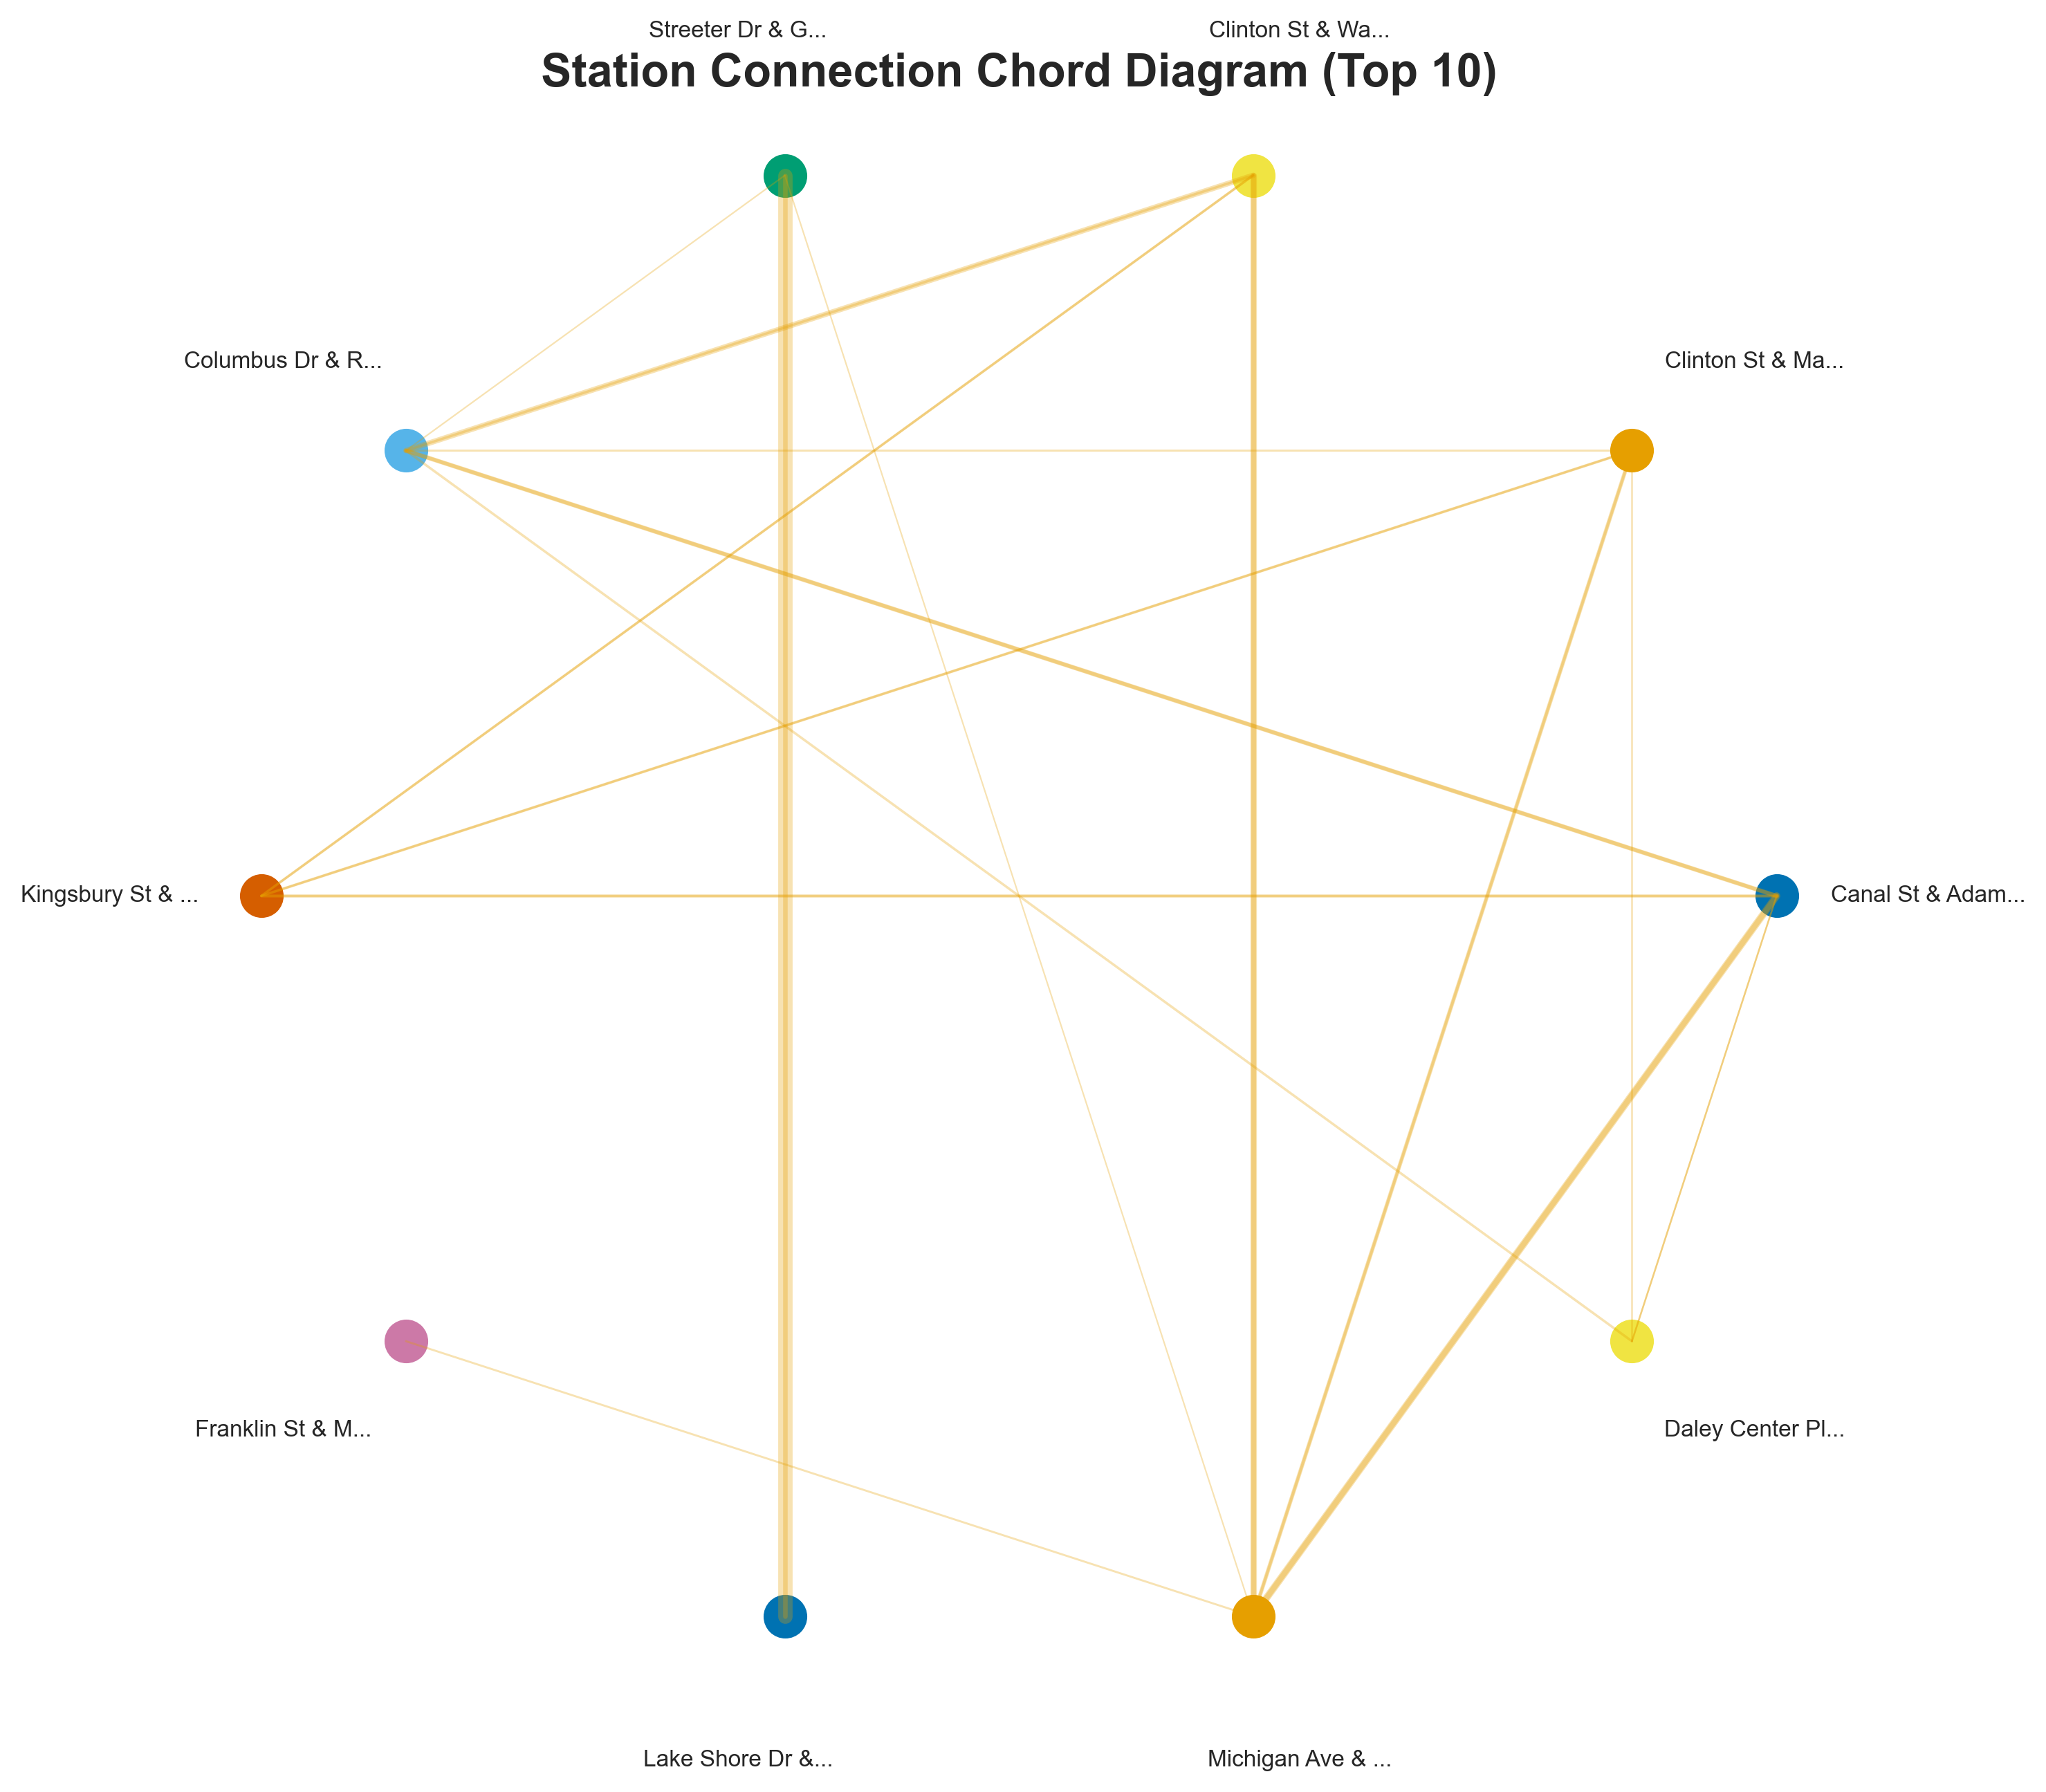 Streeter Dr & G...
Clinton St & Wa...
Station Connection Chord Diagram (Top 10)
Columbus Dr & R...
Clinton St & Ma...
Kingsbury St & ...
Canal St & Adam...
Franklin St & M...
Daley Center Pl...
Lake Shore Dr &...
Michigan Ave & ...